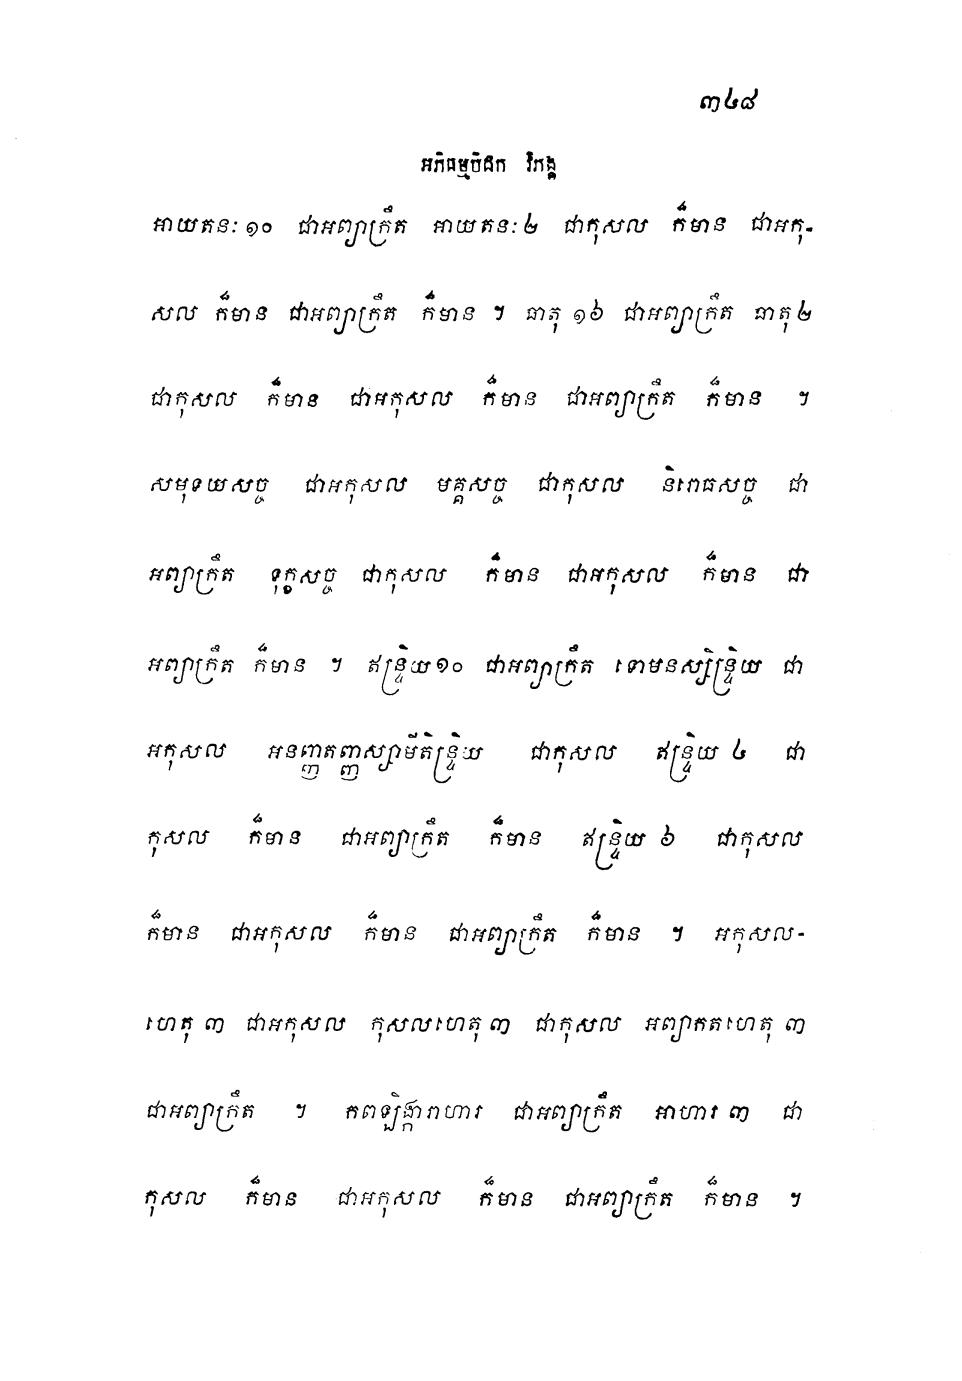 ៣៤៨
អភិធម្មបិដក វិភង្គ
អាយតនៈ ១០ ជាអព្យាក្រឹត អាយតនៈ ២ ជាកុសល ក៏មាន ជាអកុ-
សល ក៏មាន ជាអព្យាក្រឹត ក៏មាន ។ ធាតុ ១៦ ជាអព្យាក្រឹត ធាតុ ២
ជាកុសល ក៏មាន ជាអកុសល ក៏មាន ជាអព្យាក្រឹត ក៏មាន ។
សមុទយសច្ច ជាអកុសល មគ្គសច្ច ជាកុសល និរោធសច្ច ជា
អព្យាក្រឹត ទុក្ខសច្ច ជាកុសល ក៏មាន ជាអកុសល ក៏មាន ជា
អព្យាក្រឹត ក៏មាន ។ ឥន្ទ្រិយ ១០ ជាអព្យាក្រឹត ទោមនស្សិន្ទ្រិយ ជា
អកុសល អនញ្ញាតញ្ញស្សាមីតិន្ទ្រិយ ជាកុសល ឥន្ទ្រិយ ៤ ជា
កុសល ក៏មាន ជាអព្យាក្រឹត ក៏មាន ឥន្ទ្រិយ ៦ ជាកុសល
ក៏មាន ជាអកុសល ក៏មាន ជាអព្យាក្រឹត ក៏មាន ។ អកុសល-
ហេតុ ៣ ជាអកុសល កុសលហេតុ ៣ ជាកុសល អព្យាកតហេតុ ៣
ជាអព្យាក្រឹត ។ កពឡិង្ការាហារ ជាអព្យាក្រឹត អាហារ ៣ ជា
កុសល ក៏មាន ជាអកុសល ក៏មាន ជាអព្យាក្រឹត ក៏មាន ។